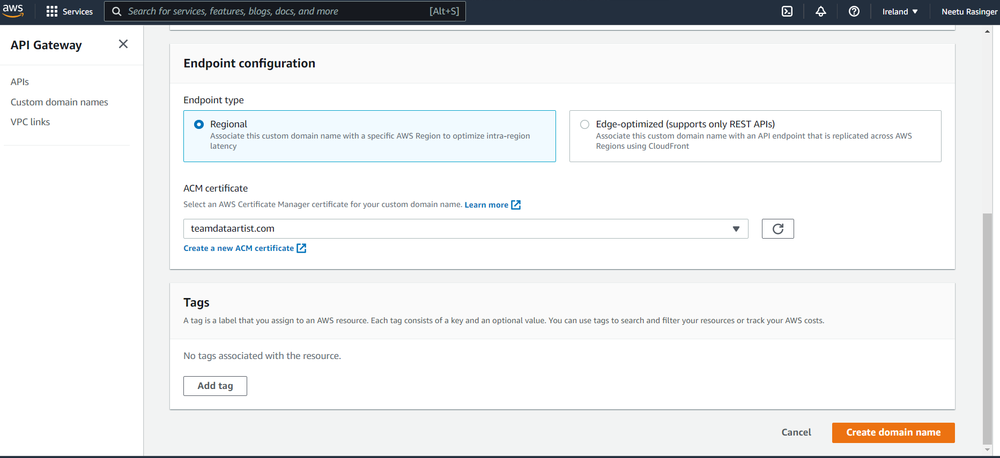 aws
Services
Search for services, features, blogs, docs, and more
[Alt+S]
Ireland
Neetu Rasinger
API Gateway
APIs
Custom domain names
VPC links
Endpoint configuration
Endpoint type
Regional
Associate this custom domain name with a specific AWS Region to optimize intra-region
latency
Edge-optimized (supports only REST APIs)
Associate this custom domain name with an API endpoint that is replicated across AWS
Regions using CloudFront
ACM certificate
Select an AWS Certificate Manager certificate for your custom domain name. Learn more
teamdataartist.com
Create a new ACM certificate
Tags
A tag is a label that you assign to an AWS resource. Each tag consists of a key and an optional value. You can use tags to search and filter your resources or track your AWS costs.
No tags associated with the resource.
Add tag
Cancel
Create domain name